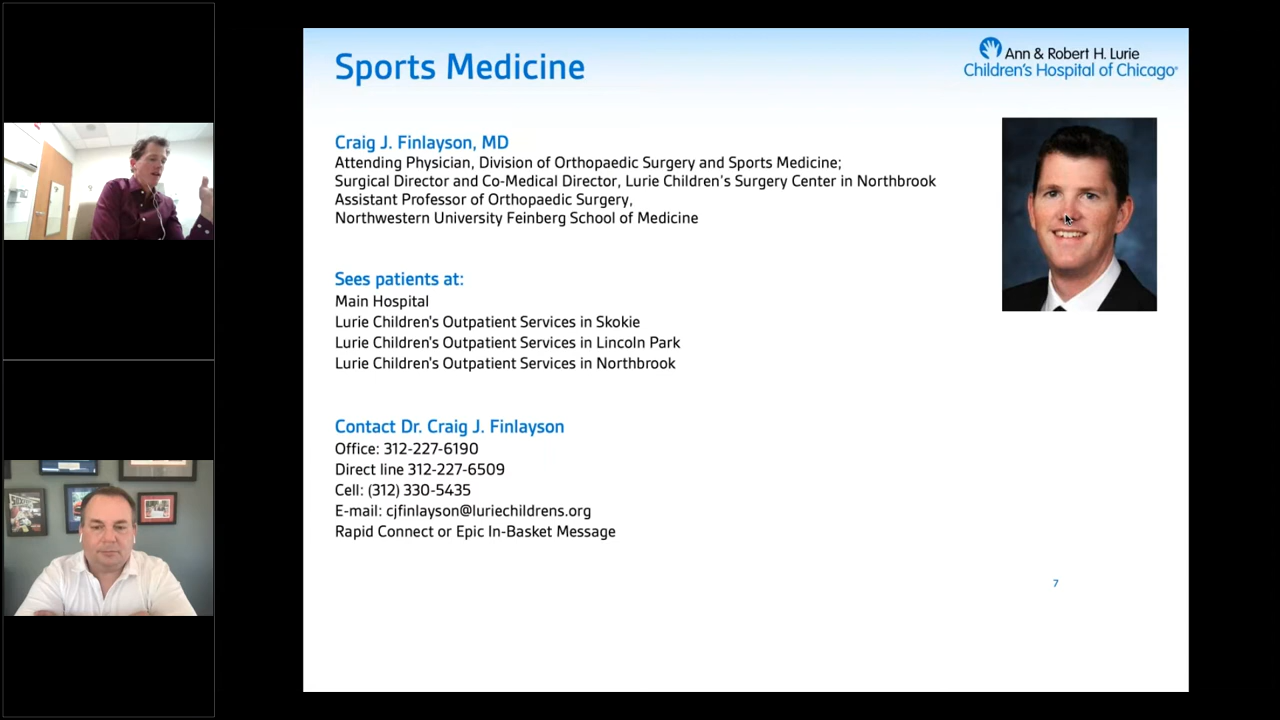 Sports Medicine
Ann & Robert H. Lurie
Children's Hospital of Chicago®
Craig J. Finlayson, MD
Attending Physician, Division of Orthopaedic Surgery and Sports Medicine;
Surgical Director and Co-Medical Director, Lurie Children's Surgery Center in Northbrook
Assistant Professor of Orthopaedic Surgery,
Northwestern University Feinberg School of Medicine
Sees patients at:
Main Hospital
Lurie Children's Outpatient Services in Skokie
Lurie Children's Outpatient Services in Lincoln Park
Lurie Children's Outpatient Services in Northbrook
Contact Dr. Craig J. Finlayson
Office: 312-227-6190
Direct line 312-227-6509
Cell: (312) 330-5435
E-mail: cjfinlayson@luriechildrens.org
Rapid Connect or Epic In-Basket Message
7